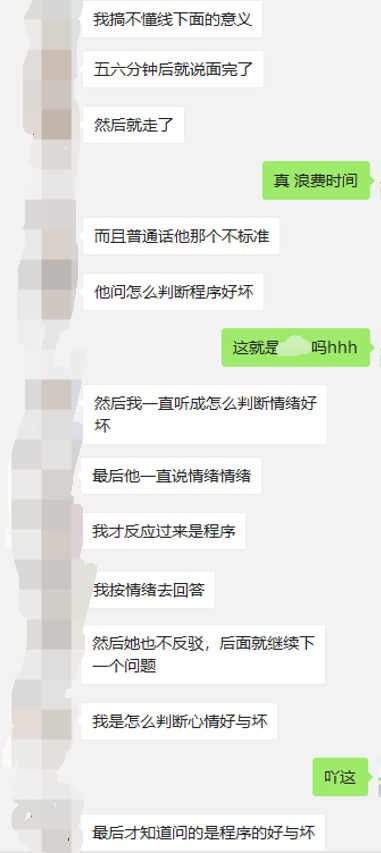 我搞不懂线下面的意义
五六分钟后就说面完了
然后就走了
真 浪费时间
而且普通话他那个不标准
他问怎么判断程序好坏
这就是 吗hhh
然后我一直听成怎么判断情绪好
坏
最后他一直说情绪情绪
我才反应过来是程序
我按情绪去回答
然后她也不反驳，后面就继续下
一个问题
我是怎么判断心情好与坏
吖这
最后才知道问的是程序的好与坏